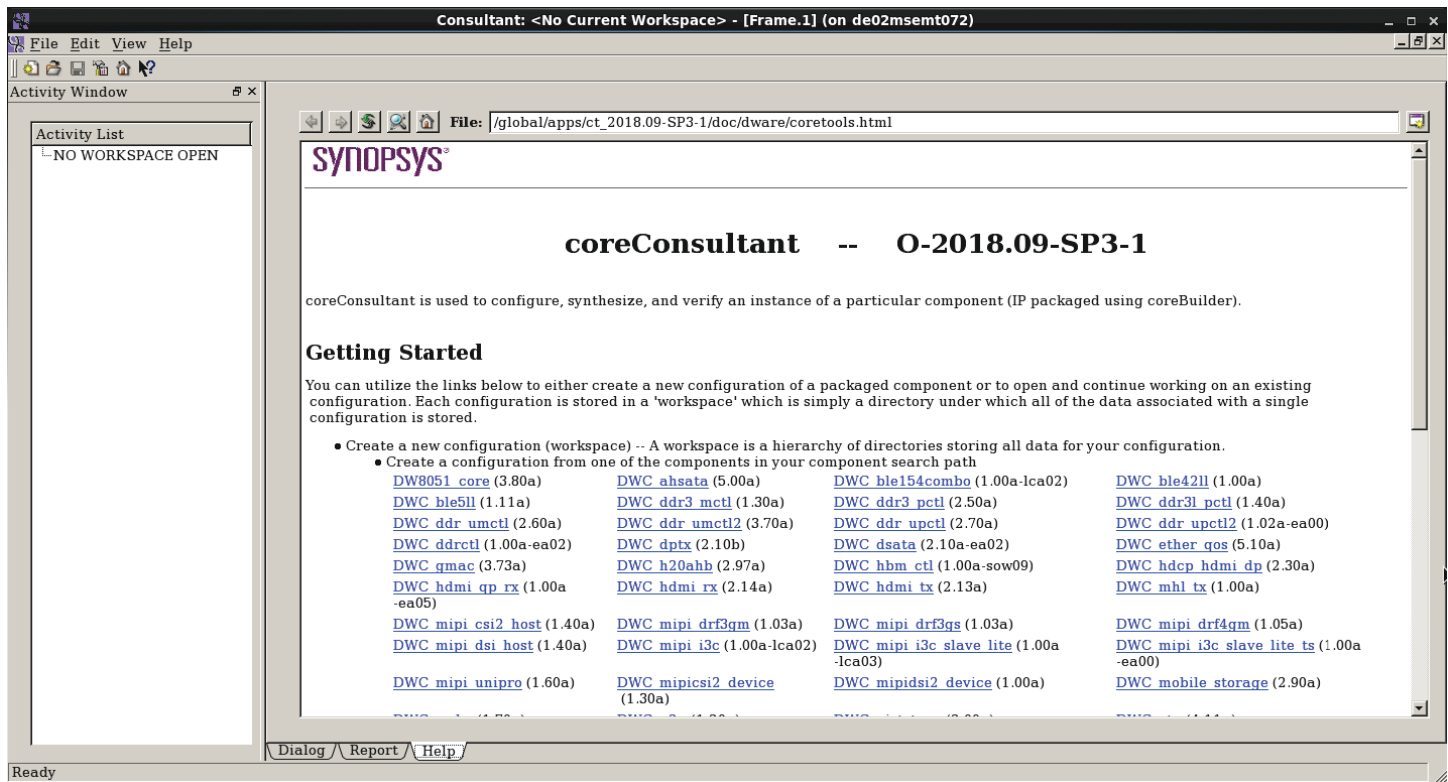 Consultant: <No Current Workspace> - [Frame.1] (on de02msemt072)
File Edit View Help
Activity Window
Activity List
NO WORKSPACE OPEN
File: /global/apps/ct_2018.09-SP3-1/doc/dware/coretools.html
SYNOPSYS®
coreConsultant -- O-2018.09-SP3-1
coreConsultant is used to configure, synthesize, and verify an instance of a particular component (IP packaged using coreBuilder).
Getting Started
You can utilize the links below to either create a new configuration of a packaged component or to open and continue working on an existing
configuration. Each configuration is stored in a 'workspace' which is simply a directory under which all of the data associated with a single
configuration is stored.
• Create a new configuration (workspace) -- A workspace is a hierarchy of directories storing all data for your configuration.
• Create a configuration from one of the components in your component search path
DW8051_core (3.80a) DWC_ahsata (5.00a) DWC_ble154combo (1.00a-lca02) DWC_ble42ll (1.00a)
DWC_ble5ll (1.11a) DWC_ddr3_mctl (1.30a) DWC_ddr3_pctl (2.50a) DWC_ddr3l_pctl (1.40a)
DWC_ddr_umctl (2.60a) DWC_ddr_umctl2 (3.70a) DWC_ddr_upctl (2.70a) DWC_ddr_upctl2 (1.02a-ea00)
DWC_ddrctl (1.00a-ea02) DWC_dptx (2.10b) DWC_dsata (2.10a-ea02) DWC_ether_qos (5.10a)
DWC_gmac (3.73a) DWC_h20ahb (2.97a) DWC_hbm_ctl (1.00a-sow09) DWC_hdcp_hdmi_dp (2.30a)
DWC_hdmi_qp_rx (1.00a DWC_hdmi_rx (2.14a) DWC_hdmi_tx (2.13a) DWC_mhl_tx (1.00a)
-ea05)
DWC_mipi_csi2_host (1.40a) DWC_mipi_drf3gm (1.03a) DWC_mipi_drf3gs (1.03a) DWC_mipi_drf4gm (1.05a)
DWC_mipi_dsi_host (1.40a) DWC_mipi_i3c (1.00a-lca02) DWC_mipi_i3c_slave_lite (1.00a DWC_mipi_i3c_slave_lite_ts (1.00a
-lca03) -ea00)
DWC_mipi_unipro (1.60a) DWC_mipicsi2_device DWC_mipidsi2_device (1.00a) DWC_mobile_storage (2.90a)
(1.30a)
Dialog Report Help
Ready